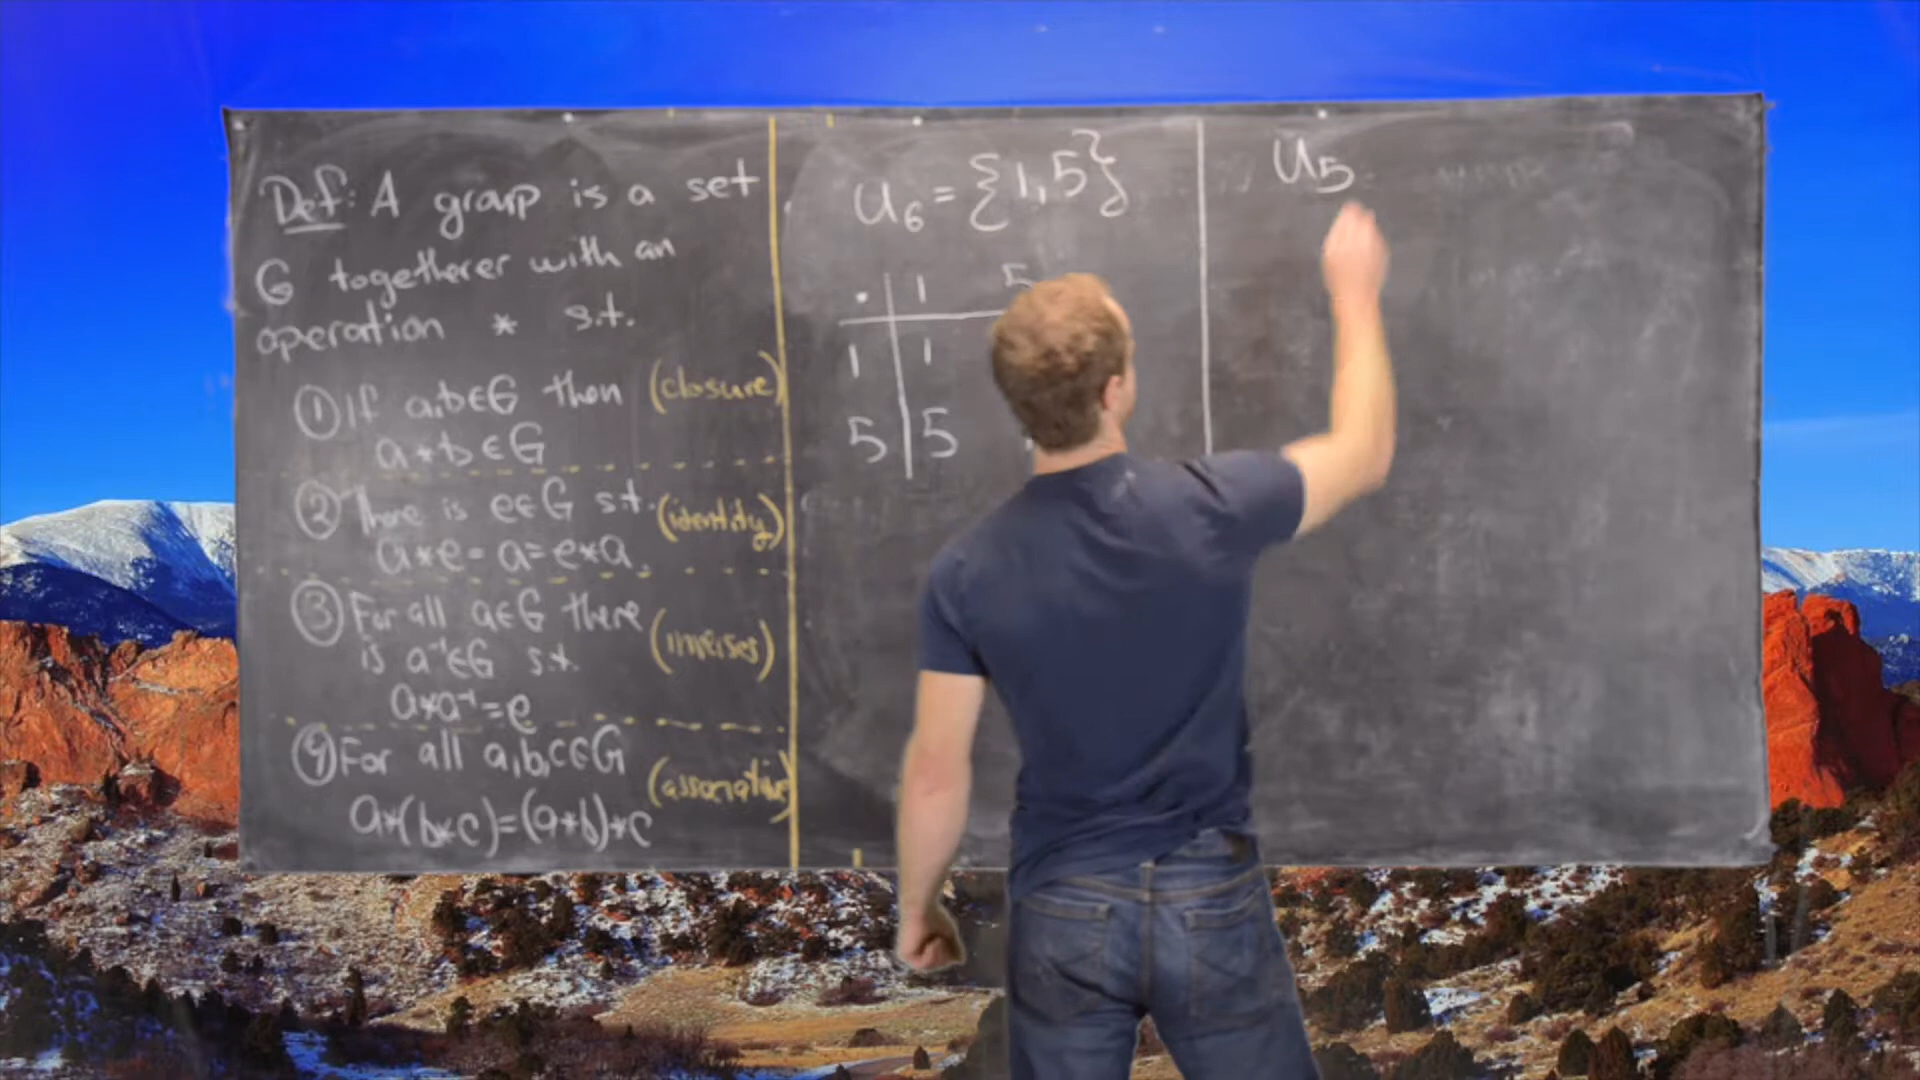 Def: A group is a set
G togetherer with an
operation * s.t.
① If a,b∈G then (closure)
a*b∈G
② There is e∈G s.t. (identity)
a*e=a=e*a
③ For all a∈G there (inverses)
is a⁻¹∈G s.t.
a*a⁻¹=e
④ For all a,b,c∈G (associative)
a*(b*c)=(a*b)*c
U₆={1,5}
· 1 5
1 1
5 5
U₅